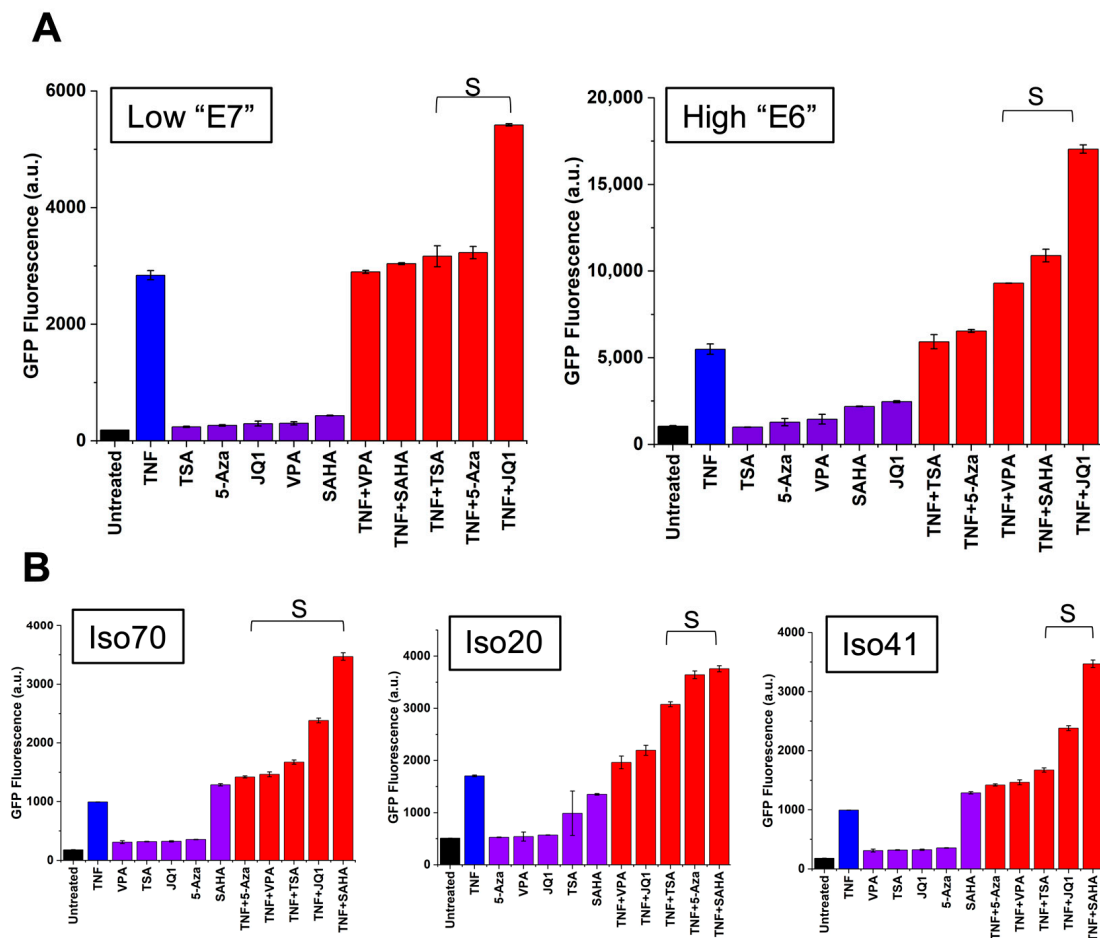 A
Low “E7”
S
GFP Fluorescence (a.u.)
6000
4000
2000
0
Untreated
TNF
TSA
5-Aza
JQ1
VPA
SAHA
TNF+VPA
TNF+SAHA
TNF+TSA
TNF+5-Aza
TNF+JQ1
High “E6”
S
GFP Fluorescence (a.u.)
20,000
17,500
15,000
10,000
5,000
2500
0
Untreated
TNF
TSA
5-Aza
VPA
SAHA
JQ1
TNF+TSA
TNF+5-Aza
TNF+VPA
TNF+SAHA
TNF+JQ1
B
Iso70
S
GFP Fluorescence (a.u.)
4000
3000
2000
1000
0
Untreated
TNF
VPA
TSA
JQ1
5-Aza
SAHA
TNF+5-Aza
TNF+VPA
TNF+TSA
TNF+JQ1
TNF+SAHA
Iso20
S
GFP Fluorescence (a.u.)
4000
3000
2000
1000
0
Untreated
TNF
5-Aza
VPA
JQ1
TSA
SAHA
TNF+VPA
TNF+JQ1
TNF+TSA
TNF+5-Aza
TNF+SAHA
Iso41
S
GFP Fluorescence (a.u.)
4000
3000
2000
1000
0
Untreated
TNF
VPA
TSA
JQ1
5-Aza
SAHA
TNF+5-Aza
TNF+VPA
TNF+TSA
TNF+JQ1
TNF+SAHA